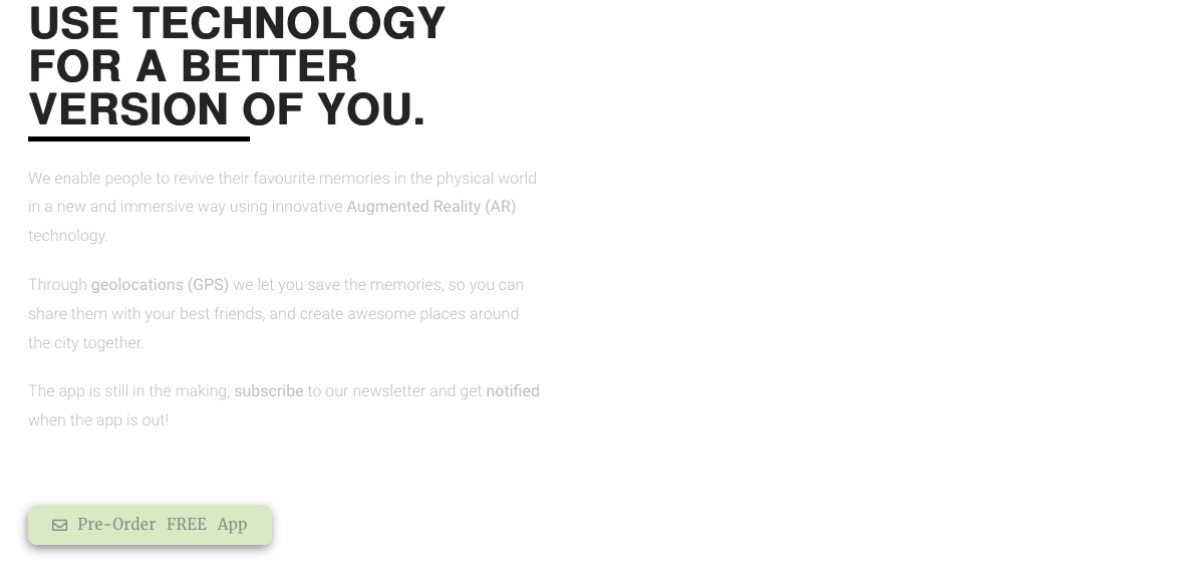 USE TECHNOLOGY
FOR A BETTER
VERSION OF YOU.
We enable people to revive their favourite memories in the physical world
in a new and immersive way using innovative Augmented Reality (AR)
technology.
Through geolocations (GPS) we let you save the memories, so you can
share them with your best friends, and create awesome places around
the city together.
The app is still in the making, subscribe to our newsletter and get notified
when the app is out!
Pre-Order FREE App